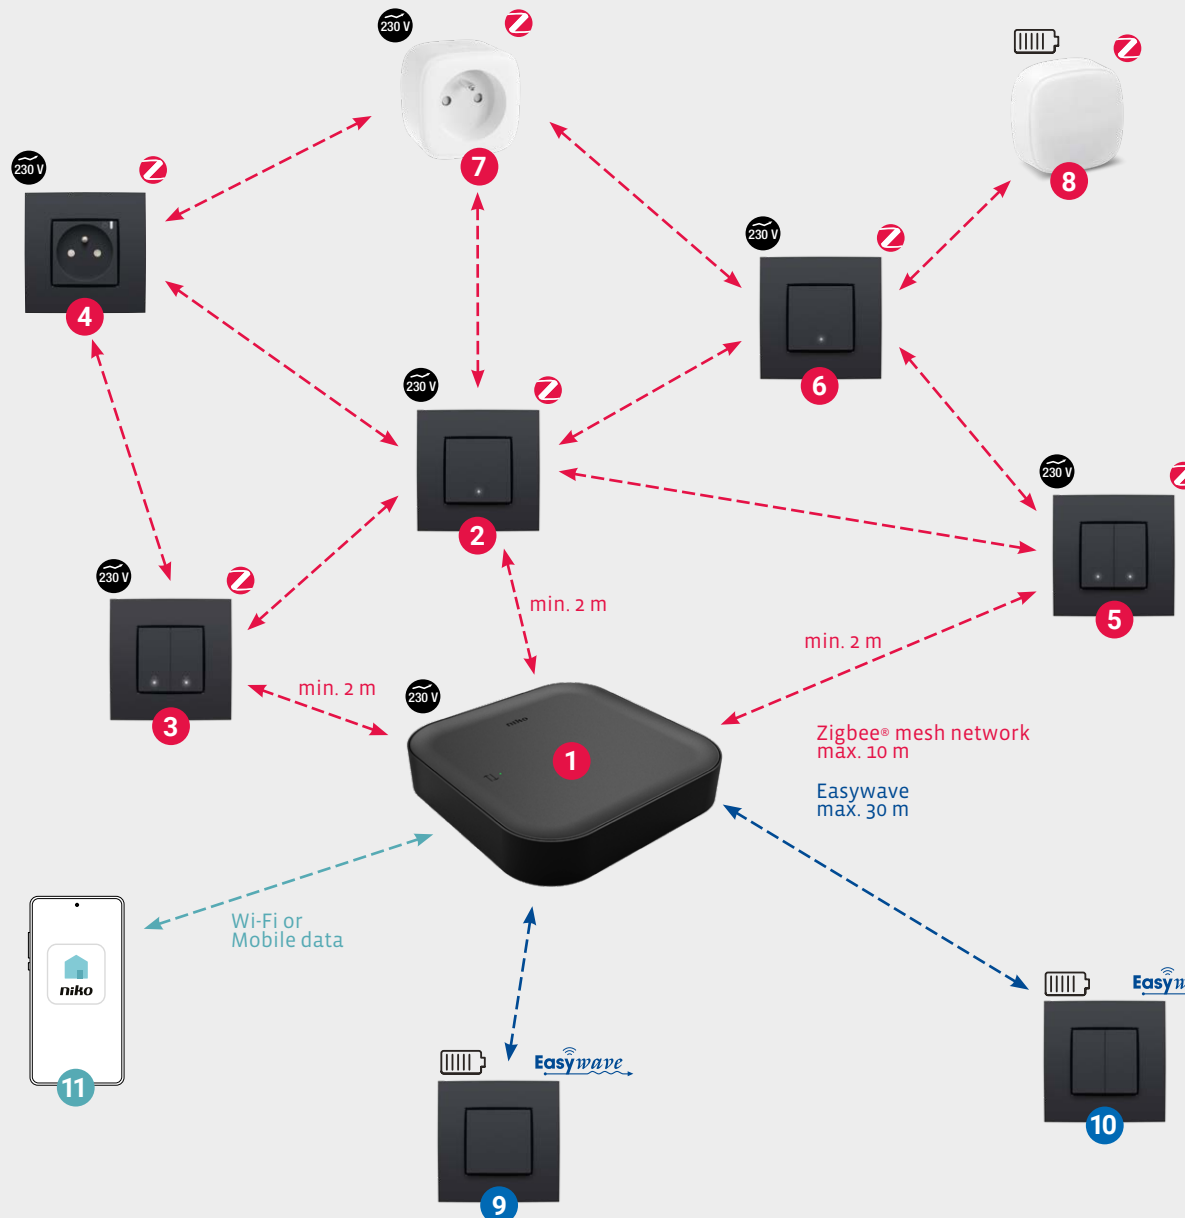 230 V
Z
7
Z
8
230 V
Z
4
230 V
Z
6
230 V
Z
2
230 V
Z
5
230 V
Z
3
min. 2 m
min. 2 m
min. 2 m
230 V
niko
1
Zigbee® mesh network
max. 10 m
Easywave
max. 30 m
Wi-Fi or
Mobile data
niko
11
Easywave
9
Easyw
10